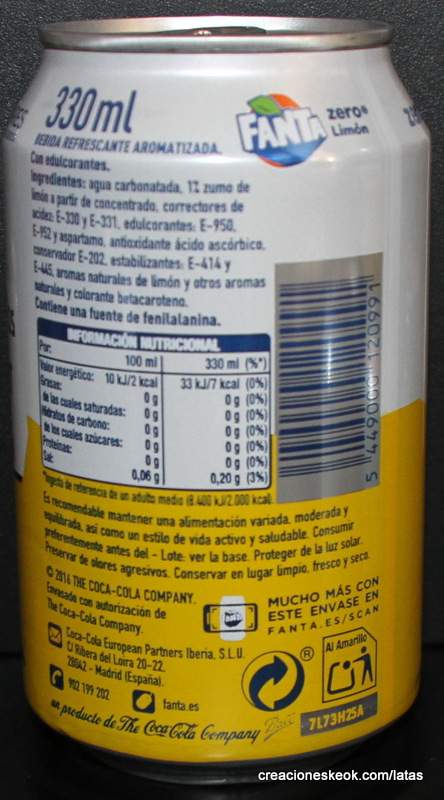 330ml
BEBIDA REFRESCANTE AROMATIZADA.
FANTA zero®
Limón
Con edulcorantes.
Ingredientes: agua carbonatada, 1% zumo de
limón a partir de concentrado, correctores de
acidez: E-330 y E-331, edulcorantes: E-950,
E-952 y aspartamo, antioxidante ácido ascórbico,
conservador E-202, estabilizantes: E-414 y
E-445, aromas naturales de limón y otros aromas
naturales y colorante betacaroteno.
Contiene una fuente de fenilalanina.
INFORMACIÓN NUTRICIONAL
Por: 100 ml 330 ml (%*)
Valor energético: 10 kJ/2 kcal 33 kJ/7 kcal (0%)
Grasas: 0 g 0 g (0%)
de las cuales saturadas: 0 g 0 g (0%)
Hidratos de carbono: 0 g 0 g (0%)
de los cuales azúcares: 0 g 0 g (0%)
Proteínas: 0 g 0 g (0%)
Sal: 0,06 g 0,20 g (3%)
*Ingesta de referencia de un adulto medio (8.400 kJ/2.000 kcal)
Es recomendable mantener una alimentación variada, moderada y
equilibrada, así como un estilo de vida activo y saludable. Consumir
preferentemente antes del - Lote: ver la base. Proteger de la luz solar.
Preservar de olores agresivos. Conservar en lugar limpio, fresco y seco.
5 449000 120991
© 2016 THE COCA-COLA COMPANY.
Envasado con autorización de
The Coca-Cola Company.
FANTA
MUCHO MÁS CON
ESTE ENVASE EN
FANTA.ES/SCAN
Coca-Cola European Partners Iberia, S.L.U.
C/ Ribera del Loira 20-22.
28042 - Madrid (España).
902 199 202
fanta.es
®
Al Amarillo
un producto de The Coca-Cola Company
7L73H25A
creacioneskeok.com/latas